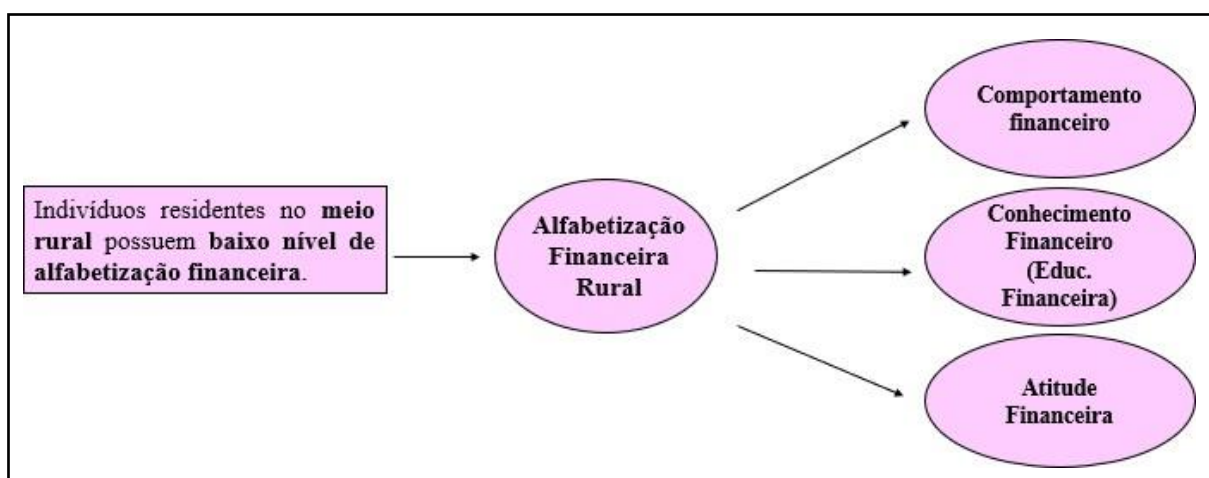 Indivíduos residentes no meio
rural possuem baixo nível de
alfabetização financeira.
Alfabetização
Financeira
Rural
Comportamento
financeiro
Conhecimento
Financeiro
(Educ.
Financeira)
Atitude
Financeira